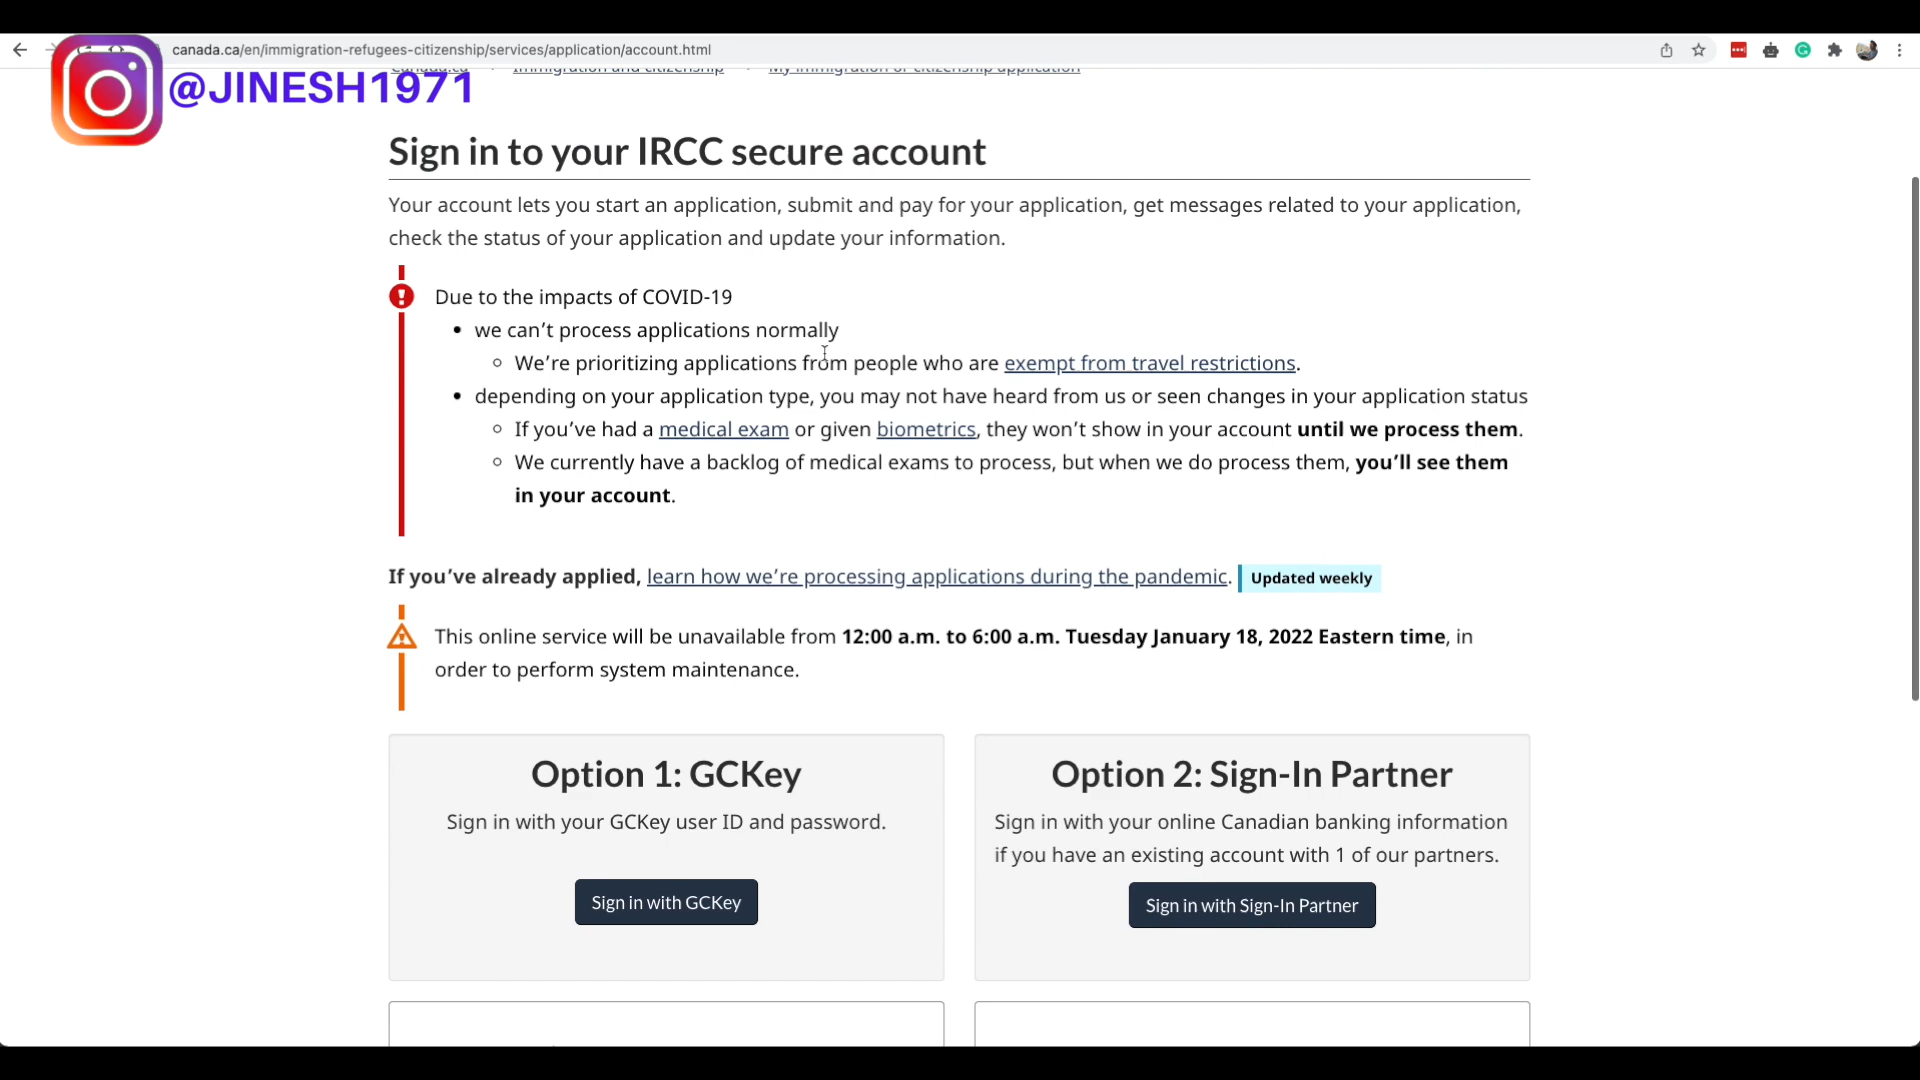 canada.ca/en/immigration-refugees-citizenship/services/application/account.html
Canada.ca Immigration and citizenship My immigration or citizenship application
@JINESH1971
Sign in to your IRCC secure account
Your account lets you start an application, submit and pay for your application, get messages related to your application,
check the status of your application and update your information.
Due to the impacts of COVID-19
• we can’t process applications normally
◦ We’re prioritizing applications from people who are exempt from travel restrictions.
• depending on your application type, you may not have heard from us or seen changes in your application status
◦ If you’ve had a medical exam or given biometrics, they won’t show in your account until we process them.
◦ We currently have a backlog of medical exams to process, but when we do process them, you’ll see them
in your account.
If you’ve already applied, learn how we’re processing applications during the pandemic. Updated weekly
This online service will be unavailable from 12:00 a.m. to 6:00 a.m. Tuesday January 18, 2022 Eastern time, in
order to perform system maintenance.
Option 1: GCKey
Sign in with your GCKey user ID and password.
Sign in with GCKey
Option 2: Sign-In Partner
Sign in with your online Canadian banking information
if you have an existing account with 1 of our partners.
Sign in with Sign-In Partner